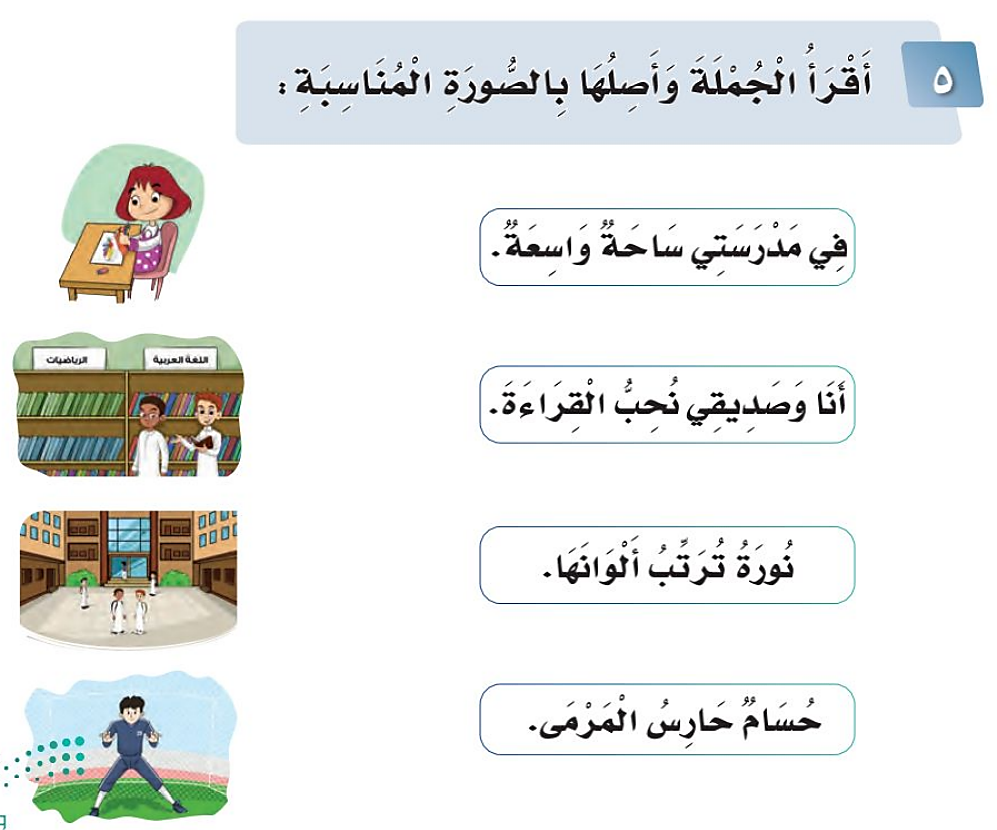 ٥
أَقْرَأُ الْجُمْلَةَ وَأَصِلُهَا بِالصُّورَةِ الْمُنَاسِبَةِ :
فِي مَدْرَسَتِي سَاحَةٌ وَاسِعَةٌ.
اللغة العربية
الرياضيات
أَنَا وَصَدِيقِي نُحِبُّ الْقِرَاءَةَ.
نُورَةُ تُرَتِّبُ أَلْوَانَهَا.
حُسَامٌ حَارِسُ الْمَرْمَى.